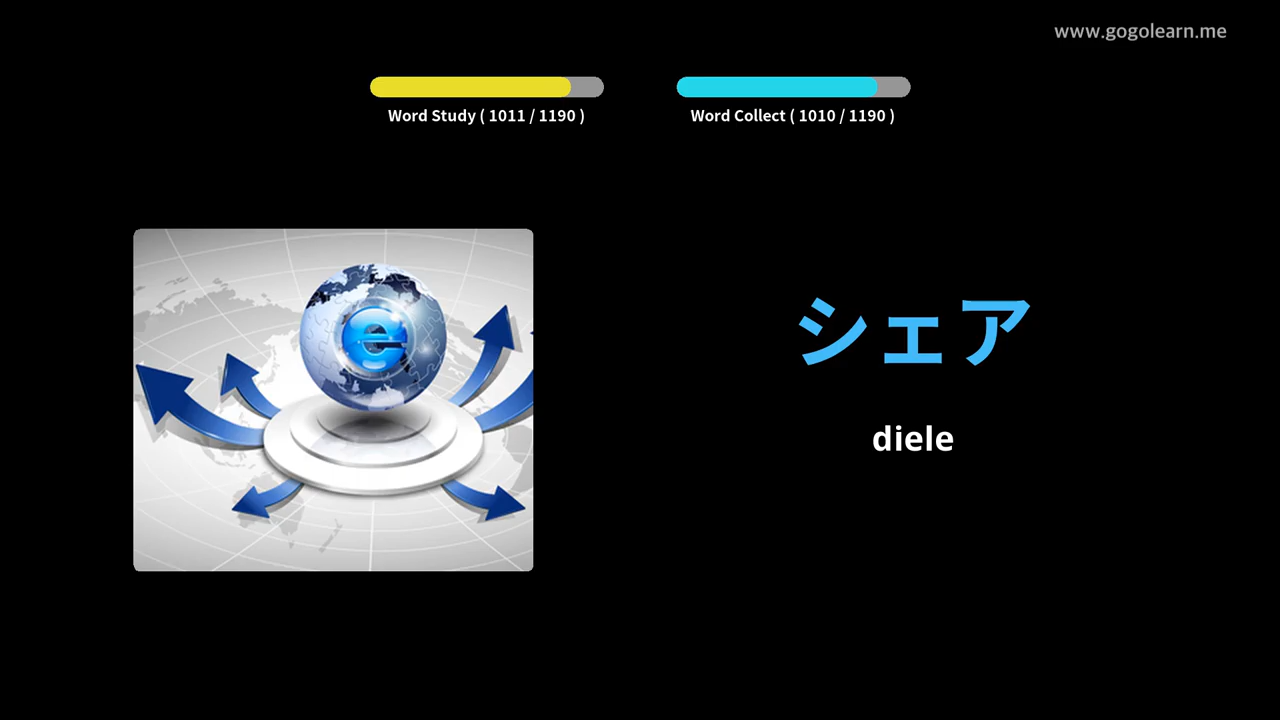 www.gogolearn.me
Word Study ( 1011 / 1190 )
Word Collect ( 1010 / 1190 )
e
シェア
diele